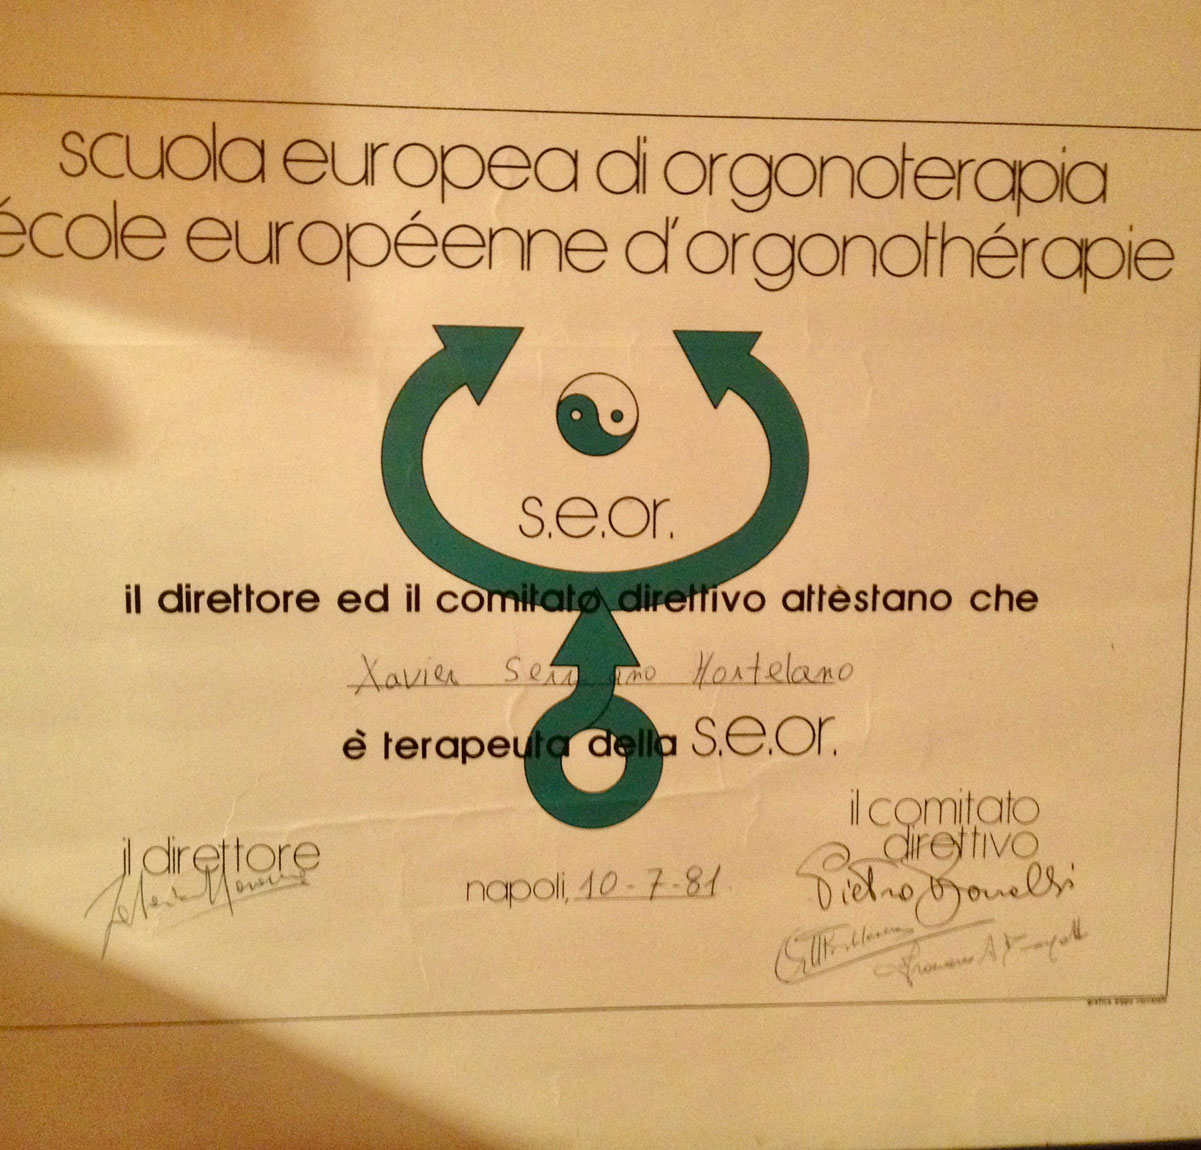 scuola europea di orgonoterapia
école européenne d'orgonothérapie
s.e.or.
il direttore ed il comitato direttivo attèstano che
Xavier Serrano Hortelano
è terapeuta della s.e.or.
il direttore
napoli, 10-7-81
il comitato
direttivo
Pietro